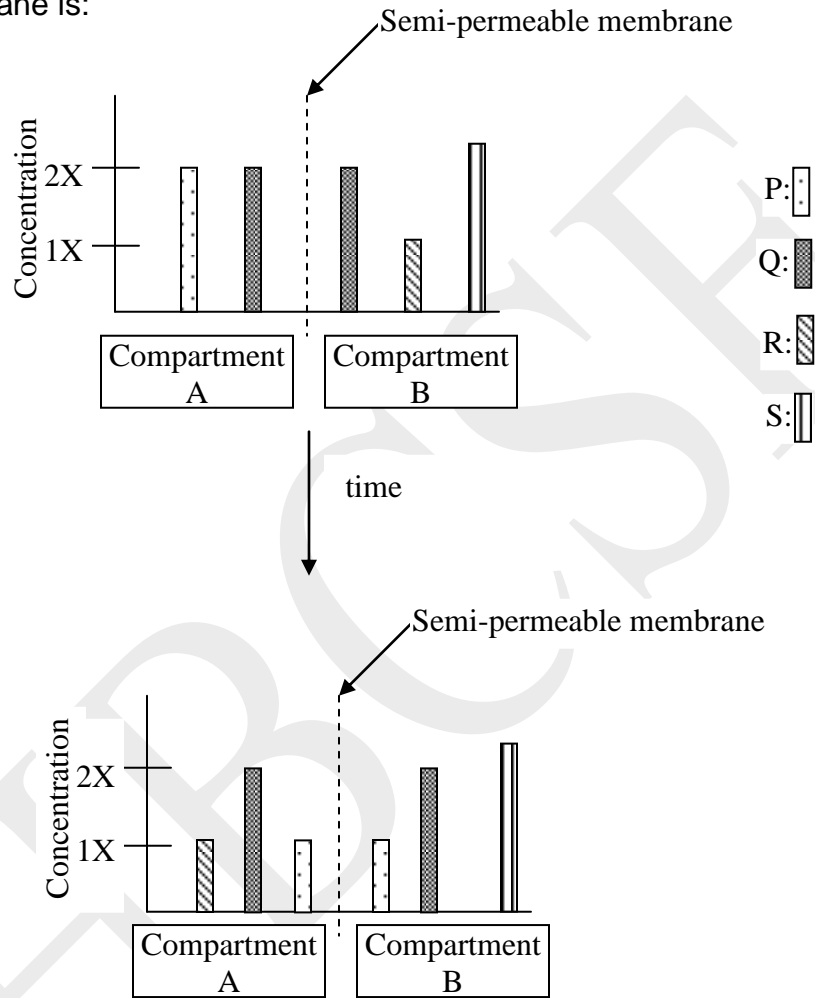 ane is:
Semi-permeable membrane
Concentration
2X
1X
P:
Q:
R:
S:
Compartment
A
Compartment
B
time
Semi-permeable membrane
Concentration
2X
1X
Compartment
A
Compartment
B
HBCSE